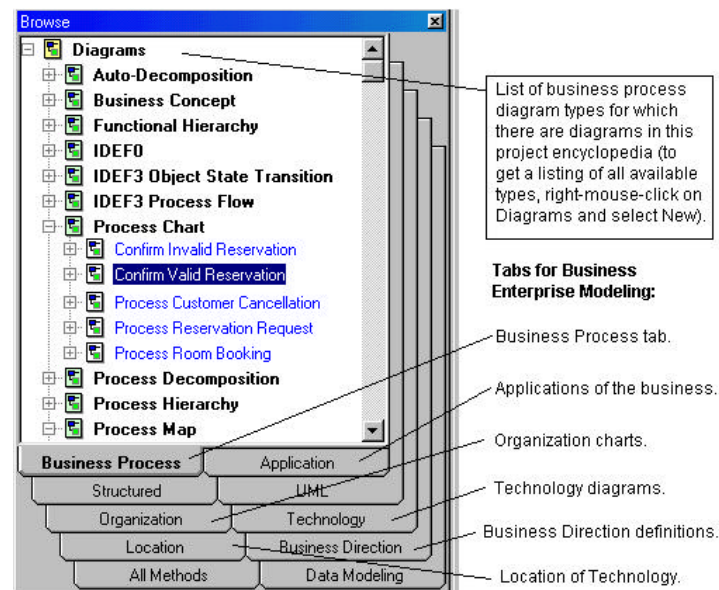 Browse
Diagrams
Auto-Decomposition
Business Concept
Functional Hierarchy
IDEF0
IDEF3 Object State Transition
IDEF3 Process Flow
Process Chart
Confirm Invalid Reservation
Confirm Valid Reservation
Process Customer Cancellation
Process Reservation Request
Process Room Booking
Process Decomposition
Process Hierarchy
Process Map
Business Process
Application
Structured
UML
Organization
Technology
Location
Business Direction
All Methods
Data Modeling
List of business process
diagram types for which
there are diagrams in this
project encyclopedia (to
get a listing of all available
types, right-mouse-click on
Diagrams and select New).
Tabs for Business
Enterprise Modeling:
Business Process tab.
Applications of the business.
Organization charts.
Technology diagrams.
Business Direction definitions.
Location of Technology.